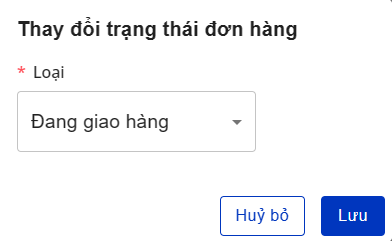 Thay đổi trạng thái đơn hàng
* Loại
Đang giao hàng
Huỷ bỏ Lưu